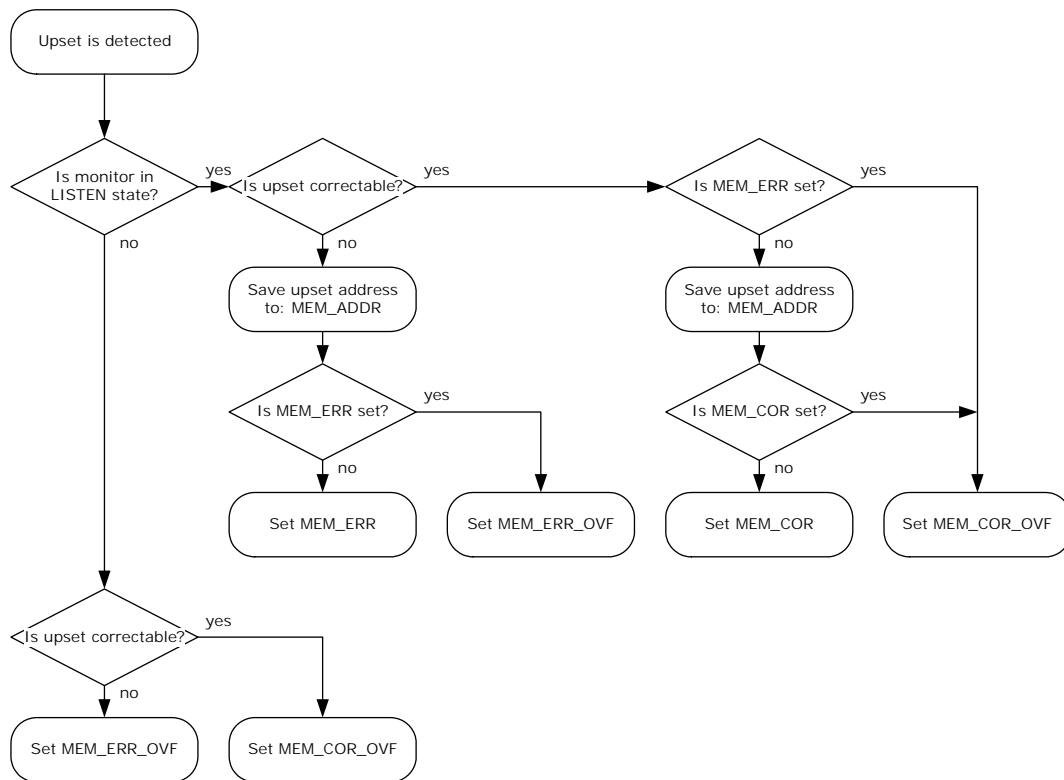 Upset is detected
Is monitor in
LISTEN state?
yes
Is upset correctable?
yes
Is MEM_ERR set?
yes
no
no
no
Save upset address
to: MEM_ADDR
Save upset address
to: MEM_ADDR
Is MEM_ERR set?
yes
Is MEM_COR set?
yes
no
no
Set MEM_ERR
Set MEM_ERR_OVF
Set MEM_COR
Set MEM_COR_OVF
Is upset correctable?
yes
no
Set MEM_ERR_OVF
Set MEM_COR_OVF